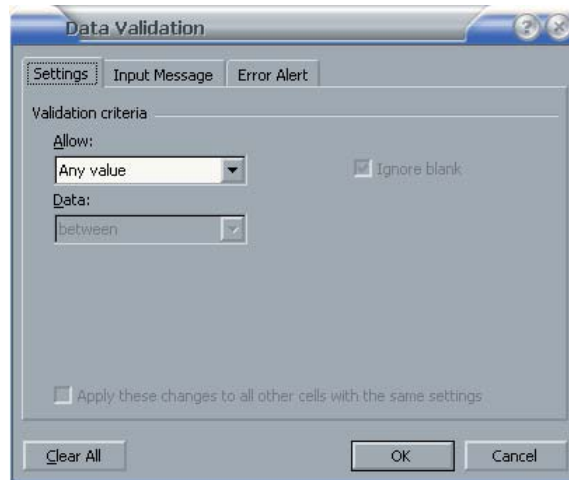 Data Validation
Settings Input Message Error Alert
Validation criteria
Allow:
Any value Ignore blank
Data:
between
Apply these changes to all other cells with the same settings
Clear All OK Cancel